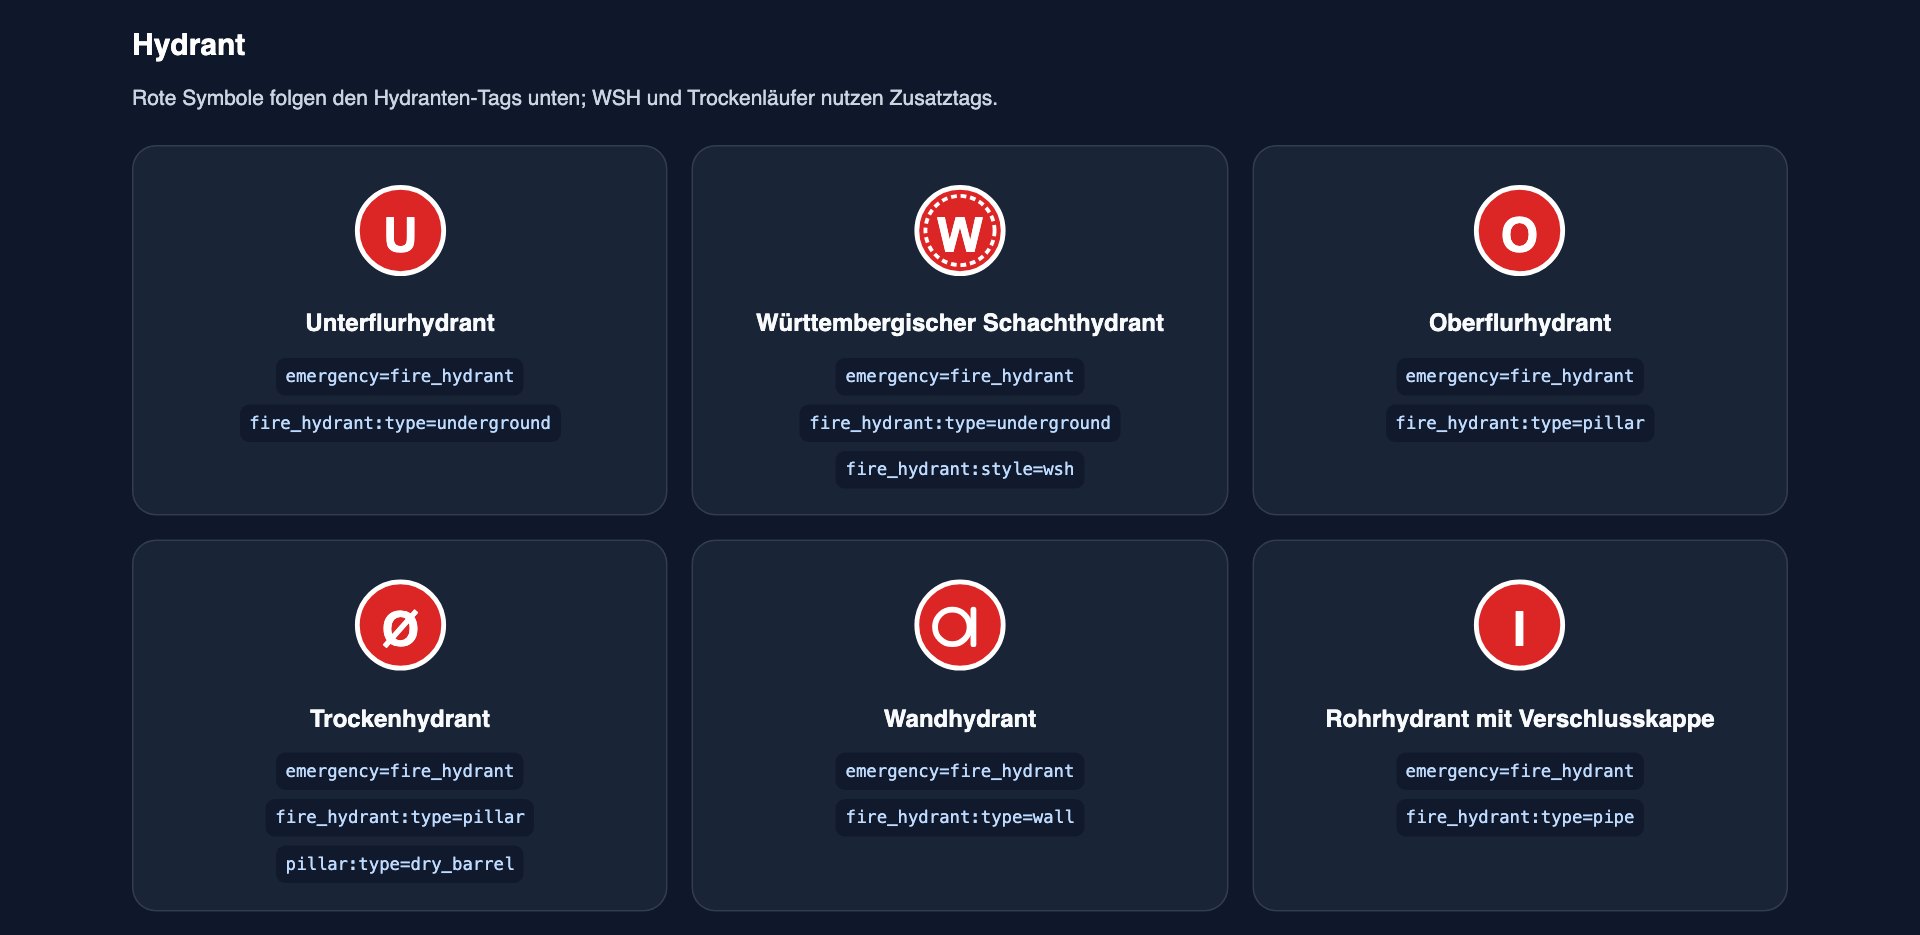 Hydrant
Rote Symbole folgen den Hydranten-Tags unten; WSH und Trockenläufer nutzen Zusatztags.
U
Unterflurhydrant
emergency=fire_hydrant
fire_hydrant:type=underground
W
Württembergischer Schachthydrant
emergency=fire_hydrant
fire_hydrant:type=underground
fire_hydrant:style=wsh
O
Oberflurhydrant
emergency=fire_hydrant
fire_hydrant:type=pillar
Ø
Trockenhydrant
emergency=fire_hydrant
fire_hydrant:type=pillar
pillar:type=dry_barrel
Wandhydrant
emergency=fire_hydrant
fire_hydrant:type=wall
I
Rohrhydrant mit Verschlusskappe
emergency=fire_hydrant
fire_hydrant:type=pipe